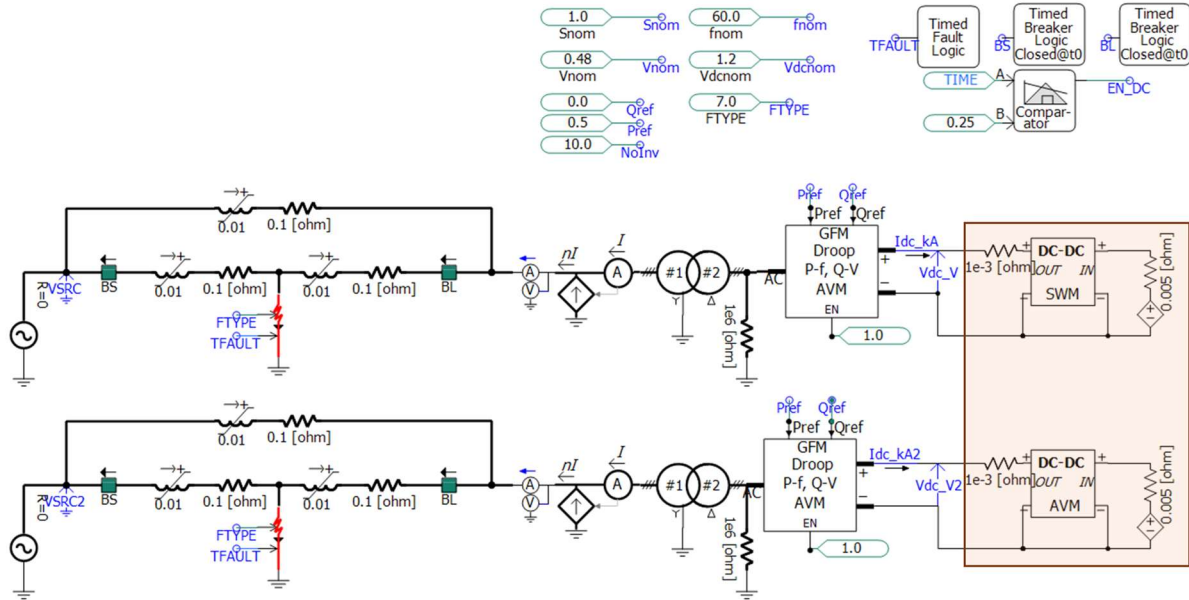 1.0
Snom
Snom
60.0
fnom
fnom
0.48
Vnom
Vnom
1.2
Vdcnom
Vdcnom
0.0
Qref
0.5
Pref
10.0
NoInv
7.0
FTYPE
FTYPE
TFAULT
Timed
Fault
Logic
BS
Timed
Breaker
Logic
Closed@t0
BL
Timed
Breaker
Logic
Closed@t0
TIME
A
B
Compar-
ator
0.25
EN_DC
0.01
0.1 [ohm]
R=0
VSRC
BS
0.01
0.1 [ohm]
0.01
0.1 [ohm]
BL
FTYPE
TFAULT
A
V
nI
I
A
#1
#2
1e6 [ohm]
AC
Pref
Qref
Pref
Qref
GFM
Droop
P-f, Q-V
AVM
EN
1.0
+
−
Idc_kA
Vdc_V
1e-3 [ohm]
+
+
DC-DC
OUT IN
SWM
−
−
0.005 [ohm]
+
−
0.01
0.1 [ohm]
R=0
VSRC2
BS
0.01
0.1 [ohm]
0.01
0.1 [ohm]
BL
FTYPE
TFAULT
A
V
nI
I
A
#1
#2
1e6 [ohm]
AC
Pref
Qref
Pref
Qref
GFM
Droop
P-f, Q-V
AVM
EN
1.0
+
−
Idc_kA2
Vdc_V2
1e-3 [ohm]
+
+
DC-DC
OUT IN
AVM
−
−
0.005 [ohm]
+
−